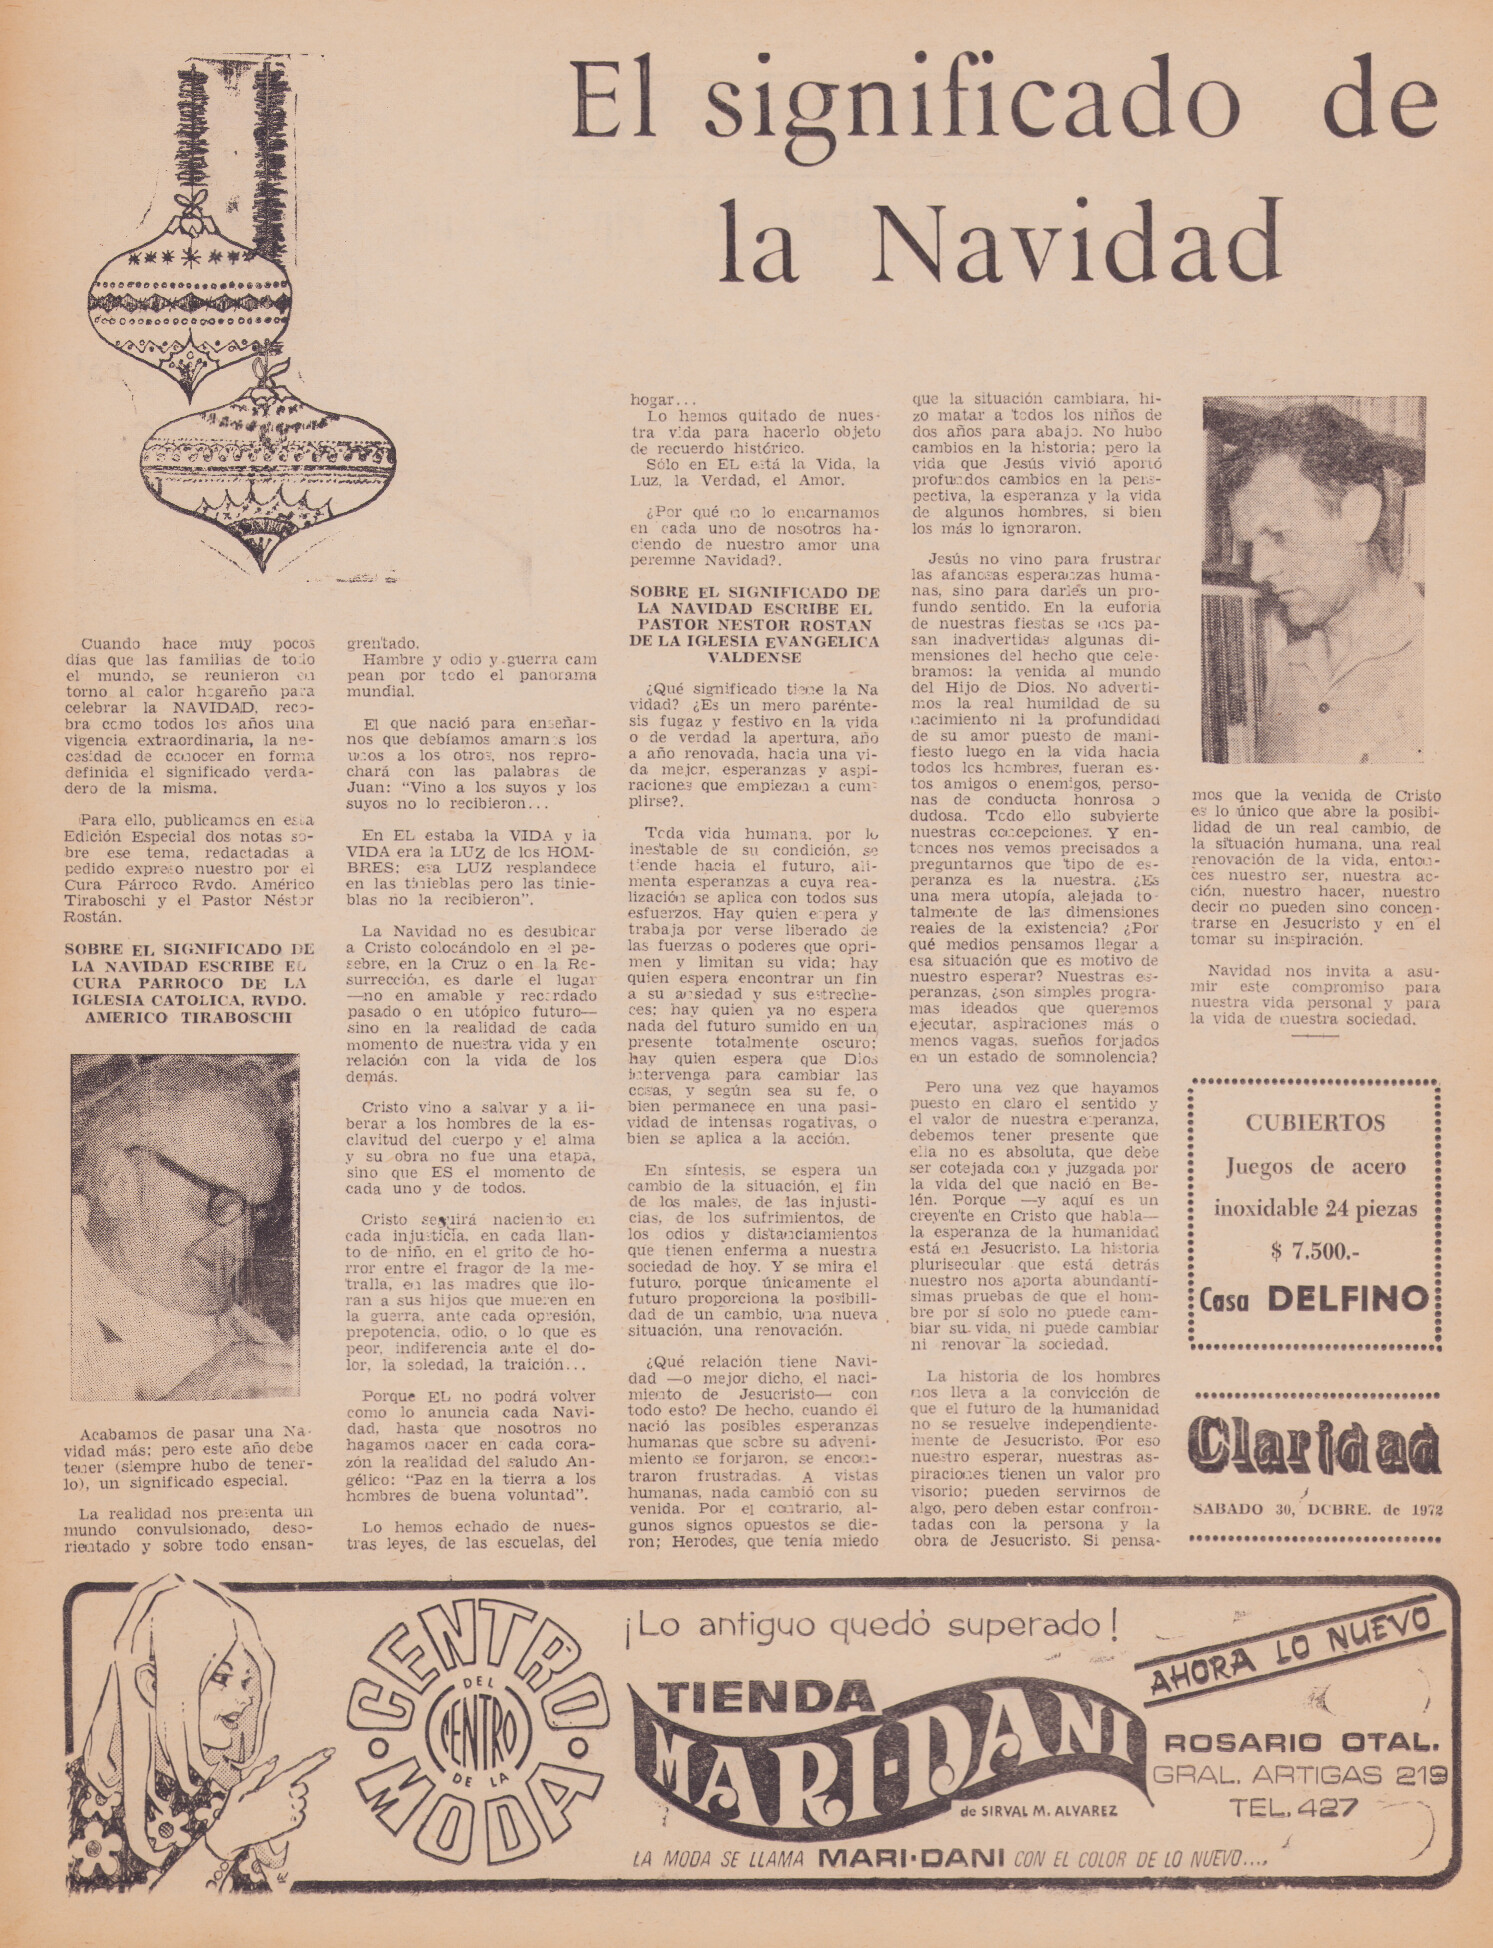 El significado de
la Navidad
Cuando hace muy pocos
días que las familias de todo
el mundo, se reunieron en
torno al calor hogareño para
celebrar la NAVIDAD, reco-
bra como todos los años una
vigencia extraordinaria, la ne-
cesidad de conocer en forma
definida el significado verda-
dero de la misma.
Para ello, publicamos en esta
Edición Especial dos notas so-
bre ese tema, redactadas a
pedido expreso nuestro por el
Cura Párroco Rvdo. Américo
Tiraboschi y el Pastor Néstor
Rostán.
SOBRE EL SIGNIFICADO DE
LA NAVIDAD ESCRIBE EL
CURA PARROCO DE LA
IGLESIA CATOLICA, RVDO.
AMERICO TIRABOSCHI
Acabamos de pasar una Na-
vidad más; pero este año debe
tener (siempre hubo de tener-
lo), un significado especial.
La realidad nos presenta un
mundo convulsionado, deso-
rientado y sobre todo ensan-
grentado.
Hambre y odio y guerra cam
pean por todo el panorama
mundial.
El que nació para enseñar-
nos que debíamos amarnos los
unos a los otros, nos repro-
chará con las palabras de
Juan: "Vino a los suyos y los
suyos no lo recibieron...
En EL estaba la VIDA y la
VIDA era la LUZ de los HOM-
BRES; esa LUZ resplandece
en las tinieblas pero las tinie-
blas no la recibieron".
La Navidad no es desubicar
a Cristo colocándolo en el pe-
sebre, en la Cruz o en la Re-
surrección, es darle el lugar
—no en amable y recordado
pasado o en utópico futuro—
sino en la realidad de cada
momento de nuestra vida y en
relación con la vida de los
demás.
Cristo vino a salvar y a li-
berar a los hombres de la es-
clavitud del cuerpo y el alma
y su obra no fue una etapa,
sino que ES el momento de
cada uno y de todos.
Cristo seguirá naciendo en
cada injusticia, en cada llan-
to de niño, en el grito de ho-
rror entre el fragor de la me-
tralla, en las madres que llo-
ran a sus hijos que mueren en
la guerra, ante cada opresión,
prepotencia, odio, o lo que es
peor, indiferencia ante el do-
lor, la soledad, la traición...
Porque EL no podrá volver
como lo anuncia cada Navi-
dad, hasta que nosotros no
hagamos nacer en cada cora-
zón la realidad del saludo An-
gélico: "Paz en la tierra a los
hombres de buena voluntad".
Lo hemos echado de nues-
tras leyes, de las escuelas, del
hogar...
Lo hemos quitado de nues-
tra vida para hacerlo objeto
de recuerdo histórico.
Sólo en EL está la Vida, la
Luz, la Verdad, el Amor.
¿Por qué no lo encarnamos
en cada uno de nosotros ha-
ciendo de nuestro amor una
peremne Navidad?.
SOBRE EL SIGNIFICADO DE
LA NAVIDAD ESCRIBE EL
PASTOR NESTOR ROSTAN
DE LA IGLESIA EVANGELICA
VALDENSE
¿Qué significado tiene la Na
vidad? ¿Es un mero parénte-
sis fugaz y festivo en la vida
o de verdad la apertura, año
a año renovada, hacia una vi-
da mejor, esperanzas y aspi-
raciones que empiezan a cum-
plirse?.
Toda vida humana, por lo
inestable de su condición, se
tiende hacia el futuro, ali-
menta esperanzas a cuya rea-
lización se aplica con todos sus
esfuerzos. Hay quien espera y
trabaja por verse liberado de
las fuerzas o poderes que opri-
men y limitan su vida; hay
quien espera encontrar un fin
a su ansiedad y sus estreche-
ces; hay quien ya no espera
nada del futuro sumido en un
presente totalmente oscuro;
hay quien espera que Dios
intervenga para cambiar las
cosas, y según sea su fe, o
bien permanece en una pasi-
vidad de intensas rogativas, o
bien se aplica a la acción.
En síntesis, se espera un
cambio de la situación, el fin
de los males, de las injusti-
cias, de los sufrimientos, de
los odios y distanciamientos
que tienen enferma a nuestra
sociedad de hoy. Y se mira el
futuro, porque únicamente el
futuro proporciona la posibili-
dad de un cambio, una nueva
situación, una renovación.
¿Qué relación tiene Navi-
dad —o mejor dicho, el naci-
miento de Jesucristo— con
todo esto? De hecho, cuando él
nació las posibles esperanzas
humanas que sobre su adveni-
miento se forjaron, se encon-
traron frustradas. A vistas
humanas, nada cambió con su
venida. Por el contrario, al-
gunos signos opuestos se die-
ron; Herodes, que tenía miedo
que la situación cambiara, hi-
zo matar a todos los niños de
dos años para abajo. No hubo
cambios en la historia; pero la
vida que Jesús vivió aportó
profundos cambios en la pers-
pectiva, la esperanza y la vida
de algunos hombres, si bien
los más lo ignoraron.
Jesús no vino para frustrar
las afanosas esperanzas huma-
nas, sino para darles un pro-
fundo sentido. En la euforia
de nuestras fiestas se nos pa-
san inadvertidas algunas di-
mensiones del hecho que cele-
bramos: la venida al mundo
del Hijo de Dios. No adverti-
mos la real humildad de su
nacimiento ni la profundidad
de su amor puesto de mani-
fiesto luego en la vida hacia
todos los hombres, fueran es-
tos amigos o enemigos, perso-
nas de conducta honrosa o
dudosa. Todo ello subvierte
nuestras concepciones. Y en-
tonces nos vemos precisados a
preguntarnos que tipo de es-
peranza es la nuestra. ¿Es
una mera utopía, alejada to-
talmente de las dimensiones
reales de la existencia? ¿Por
qué medios pensamos llegar a
esa situación que es motivo de
nuestro esperar? Nuestras es-
peranzas, ¿son simples progra-
mas ideados que queremos
ejecutar, aspiraciones más o
menos vagas, sueños forjados
en un estado de somnolencia?
Pero una vez que hayamos
puesto en claro el sentido y
el valor de nuestra esperanza,
debemos tener presente que
ella no es absoluta, que debe
ser cotejada con y juzgada por
la vida del que nació en Be-
lén. Porque —y aquí es un
creyente en Cristo que habla—
la esperanza de la humanidad
está en Jesucristo. La historia
plurisecular que está detrás
nuestro nos aporta abundantí-
simas pruebas de que el hom-
bre por sí solo no puede cam-
biar su vida, ni puede cambiar
ni renovar la sociedad.
La historia de los hombres
nos lleva a la convicción de
que el futuro de la humanidad
no se resuelve independiente-
mente de Jesucristo. Por eso
nuestro esperar, nuestras as-
piraciones tienen un valor pro
visorio; pueden servirnos de
algo, pero deben estar confron-
tadas con la persona y la
obra de Jesucristo. Si pensa-
mos que la venida de Cristo
es lo único que abre la posibi-
lidad de un real cambio, de
la situación humana, una real
renovación de la vida, enton-
ces nuestro ser, nuestra ac-
ción, nuestro hacer, nuestro
decir no pueden sino concen-
trarse en Jesucristo y en el
tomar su inspiración.
Navidad nos invita a asu-
mir este compromiso para
nuestra vida personal y para
la vida de nuestra sociedad.
CUBIERTOS
Juegos de acero
inoxidable 24 piezas
$ 7.500.-
Casa DELFINO
Claridad
SABADO 30, DCBRE. de 1972
CENTRO
DEL
CENTRO
DE LA
MODA
¡Lo antiguo quedó superado!
AHORA LO NUEVO
TIENDA
MARI-DANI
de SIRVAL M. ALVAREZ
ROSARIO OTAL.
GRAL. ARTIGAS 219
TEL. 427
LA MODA SE LLAMA MARI-DANI CON EL COLOR DE LO NUEVO....